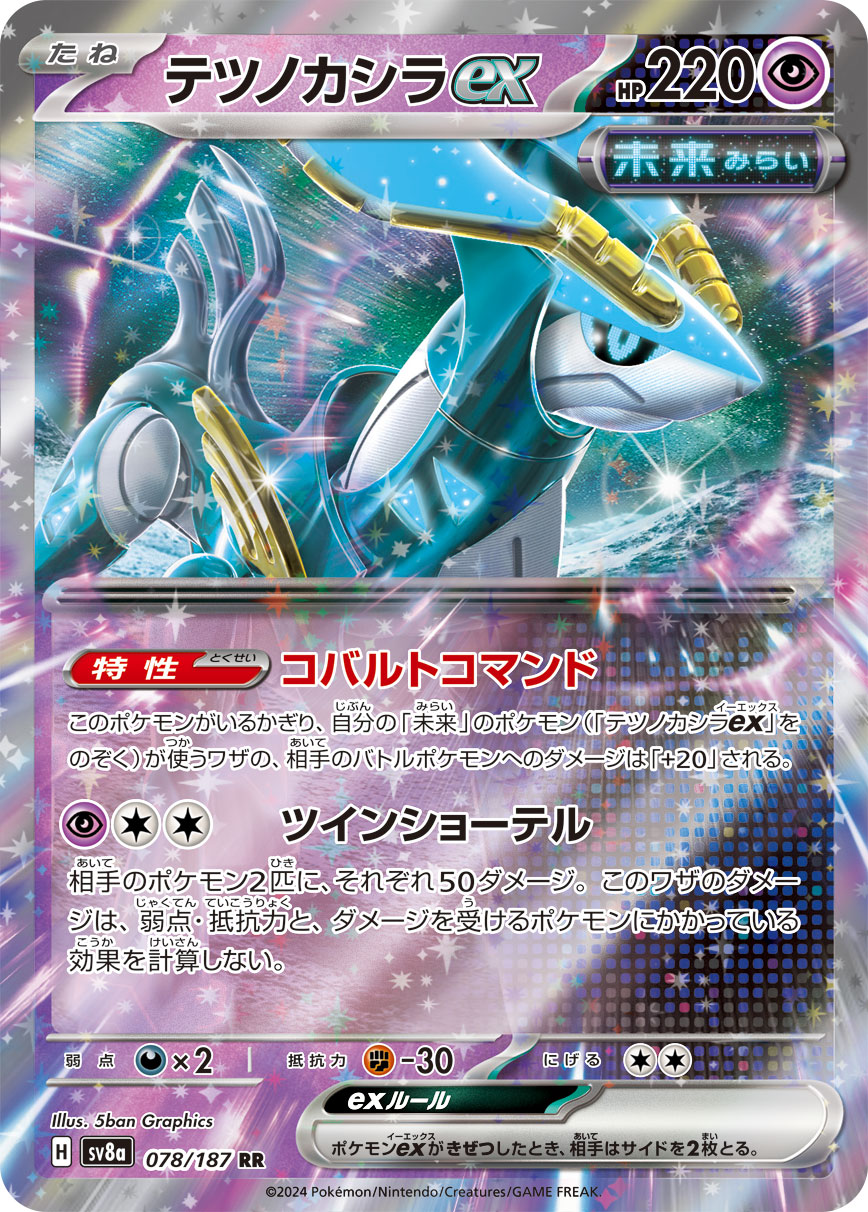 たね テツノカシラex HP220
未来 みらい
特性 とくせい コバルトコマンド
このポケモンがいるかぎり、自分の「未来」のポケモン(「テツノカシラex」を
のぞく)が使うワザの、相手のバトルポケモンへのダメージは「+20」される。
ツインショーテル
相手のポケモン2匹に、それぞれ50ダメージ。このワザのダメー
ジは、弱点・抵抗力と、ダメージを受けるポケモンにかかっている
効果を計算しない。
弱点 ×2 抵抗力 -30 にげる
exルール
ポケモンexがきぜつしたとき、相手はサイドを2枚とる。
Illus. 5ban Graphics
H sv8a 078/187 RR
©2024 Pokémon/Nintendo/Creatures/GAME FREAK.